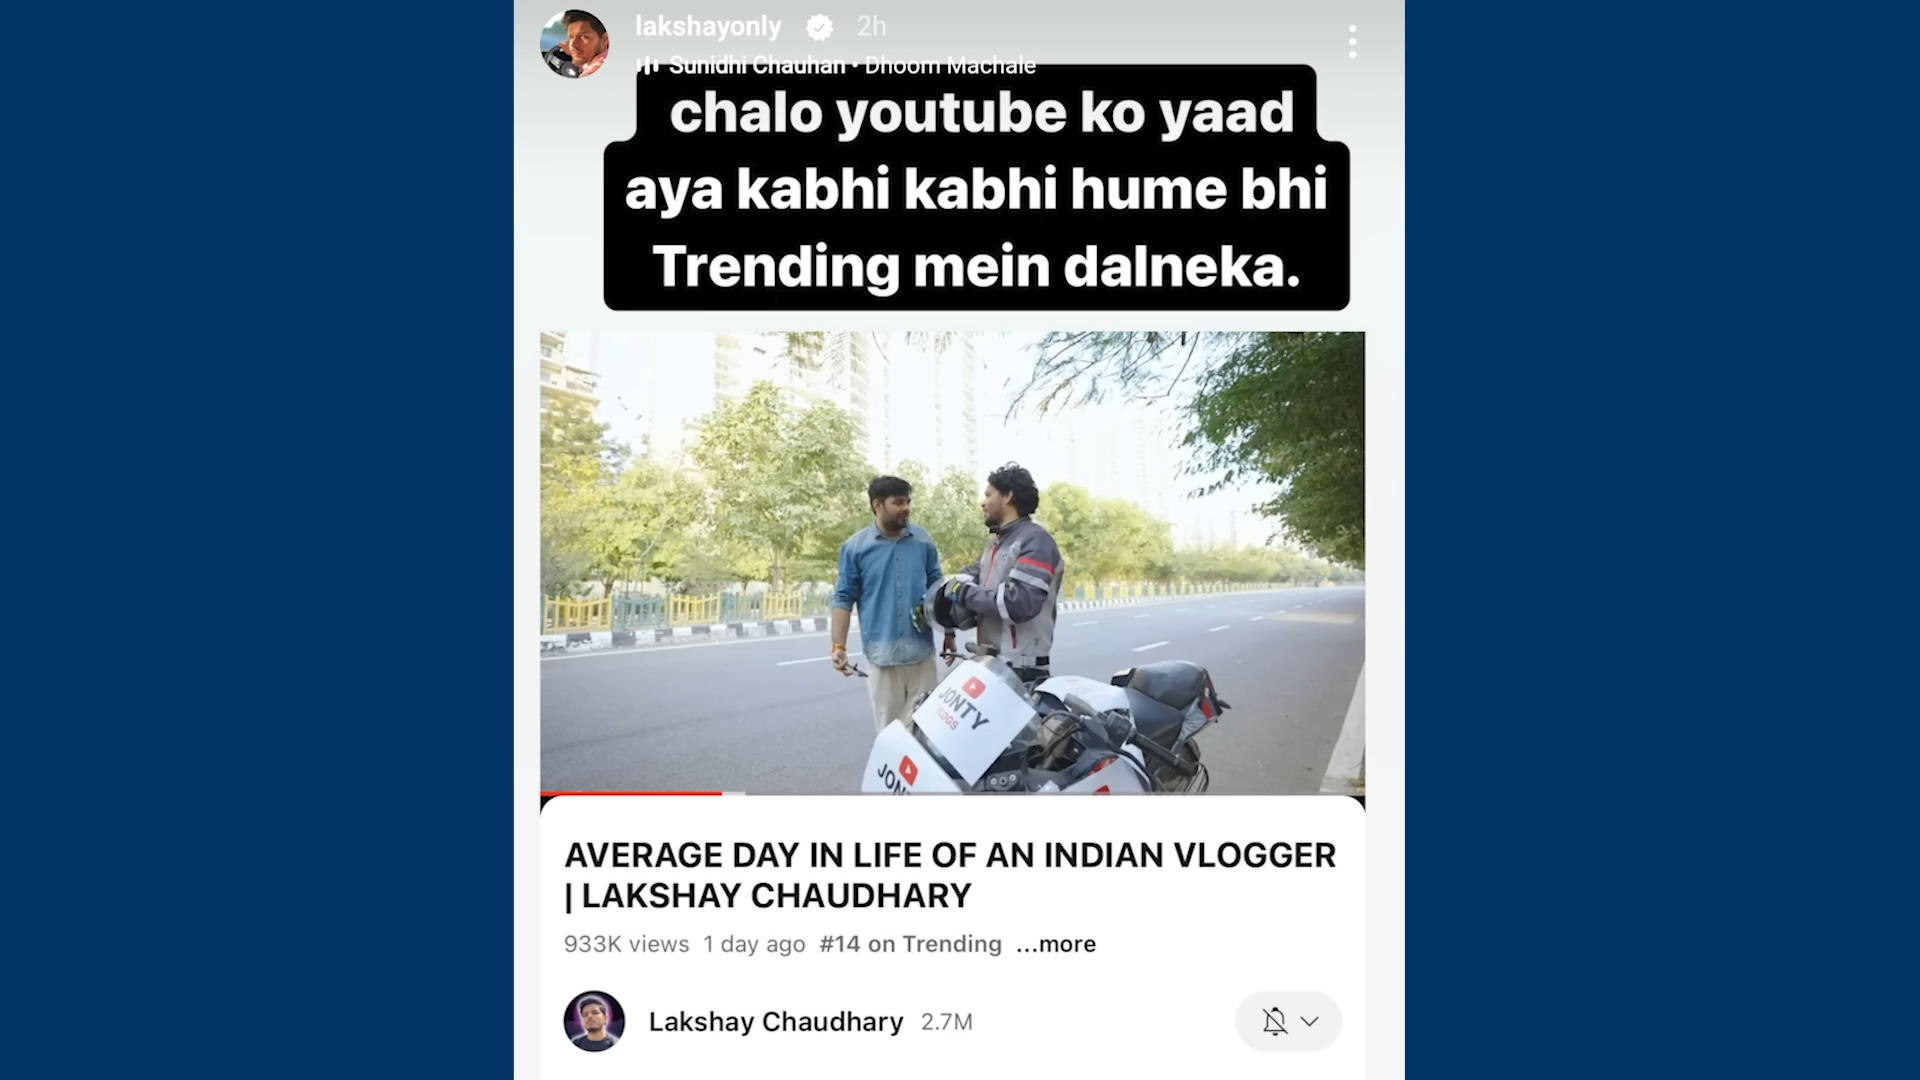 lakshayonly 2h
Sunidhi Chauhan • Dhoom Machale
chalo youtube ko yaad
aya kabhi kabhi hume bhi
Trending mein dalneka.
JONTY
VLOGS
AVERAGE DAY IN LIFE OF AN INDIAN VLOGGER
| LAKSHAY CHAUDHARY
933K views 1 day ago #14 on Trending ...more
Lakshay Chaudhary 2.7M